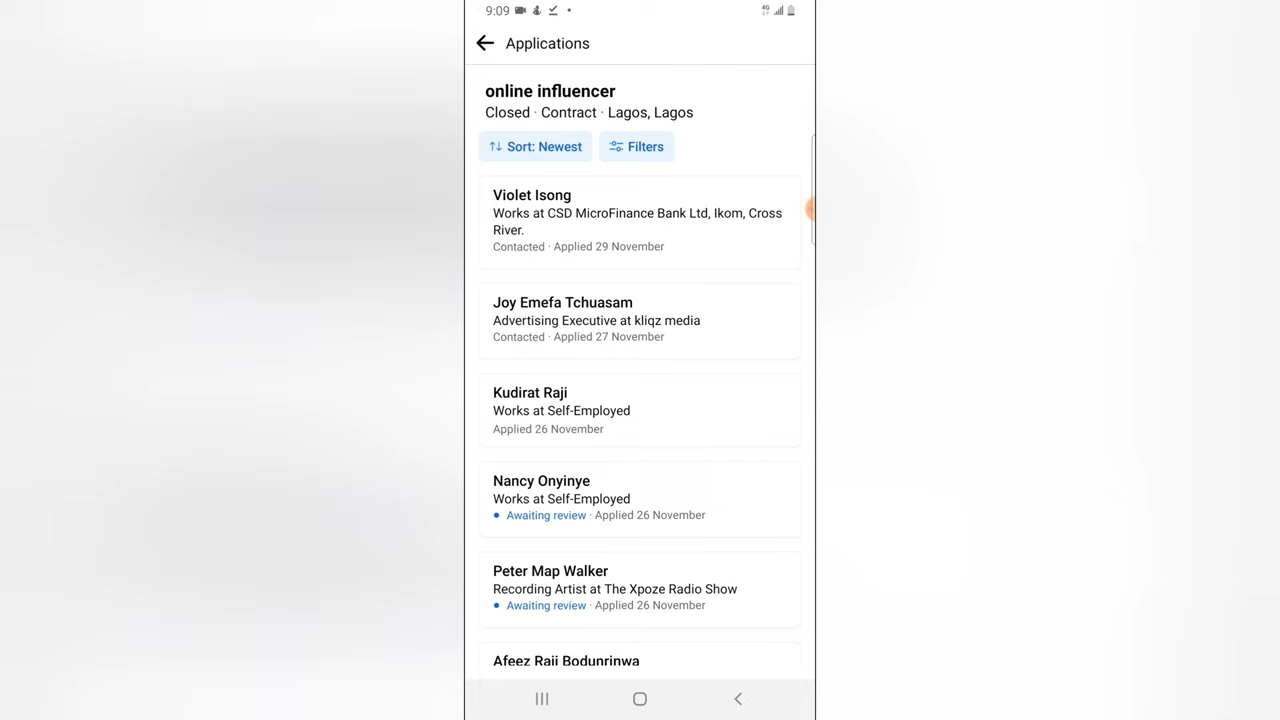 9:09
4G
Applications
online influencer
Closed · Contract · Lagos, Lagos
Sort: Newest
Filters
Violet Isong
Works at CSD MicroFinance Bank Ltd, Ikom, Cross
River.
Contacted · Applied 29 November
Joy Emefa Tchuasam
Advertising Executive at kliqz media
Contacted · Applied 27 November
Kudirat Raji
Works at Self-Employed
Applied 26 November
Nancy Onyinye
Works at Self-Employed
Awaiting review · Applied 26 November
Peter Map Walker
Recording Artist at The Xpoze Radio Show
Awaiting review · Applied 26 November
Afeez Raji Bodunrinwa